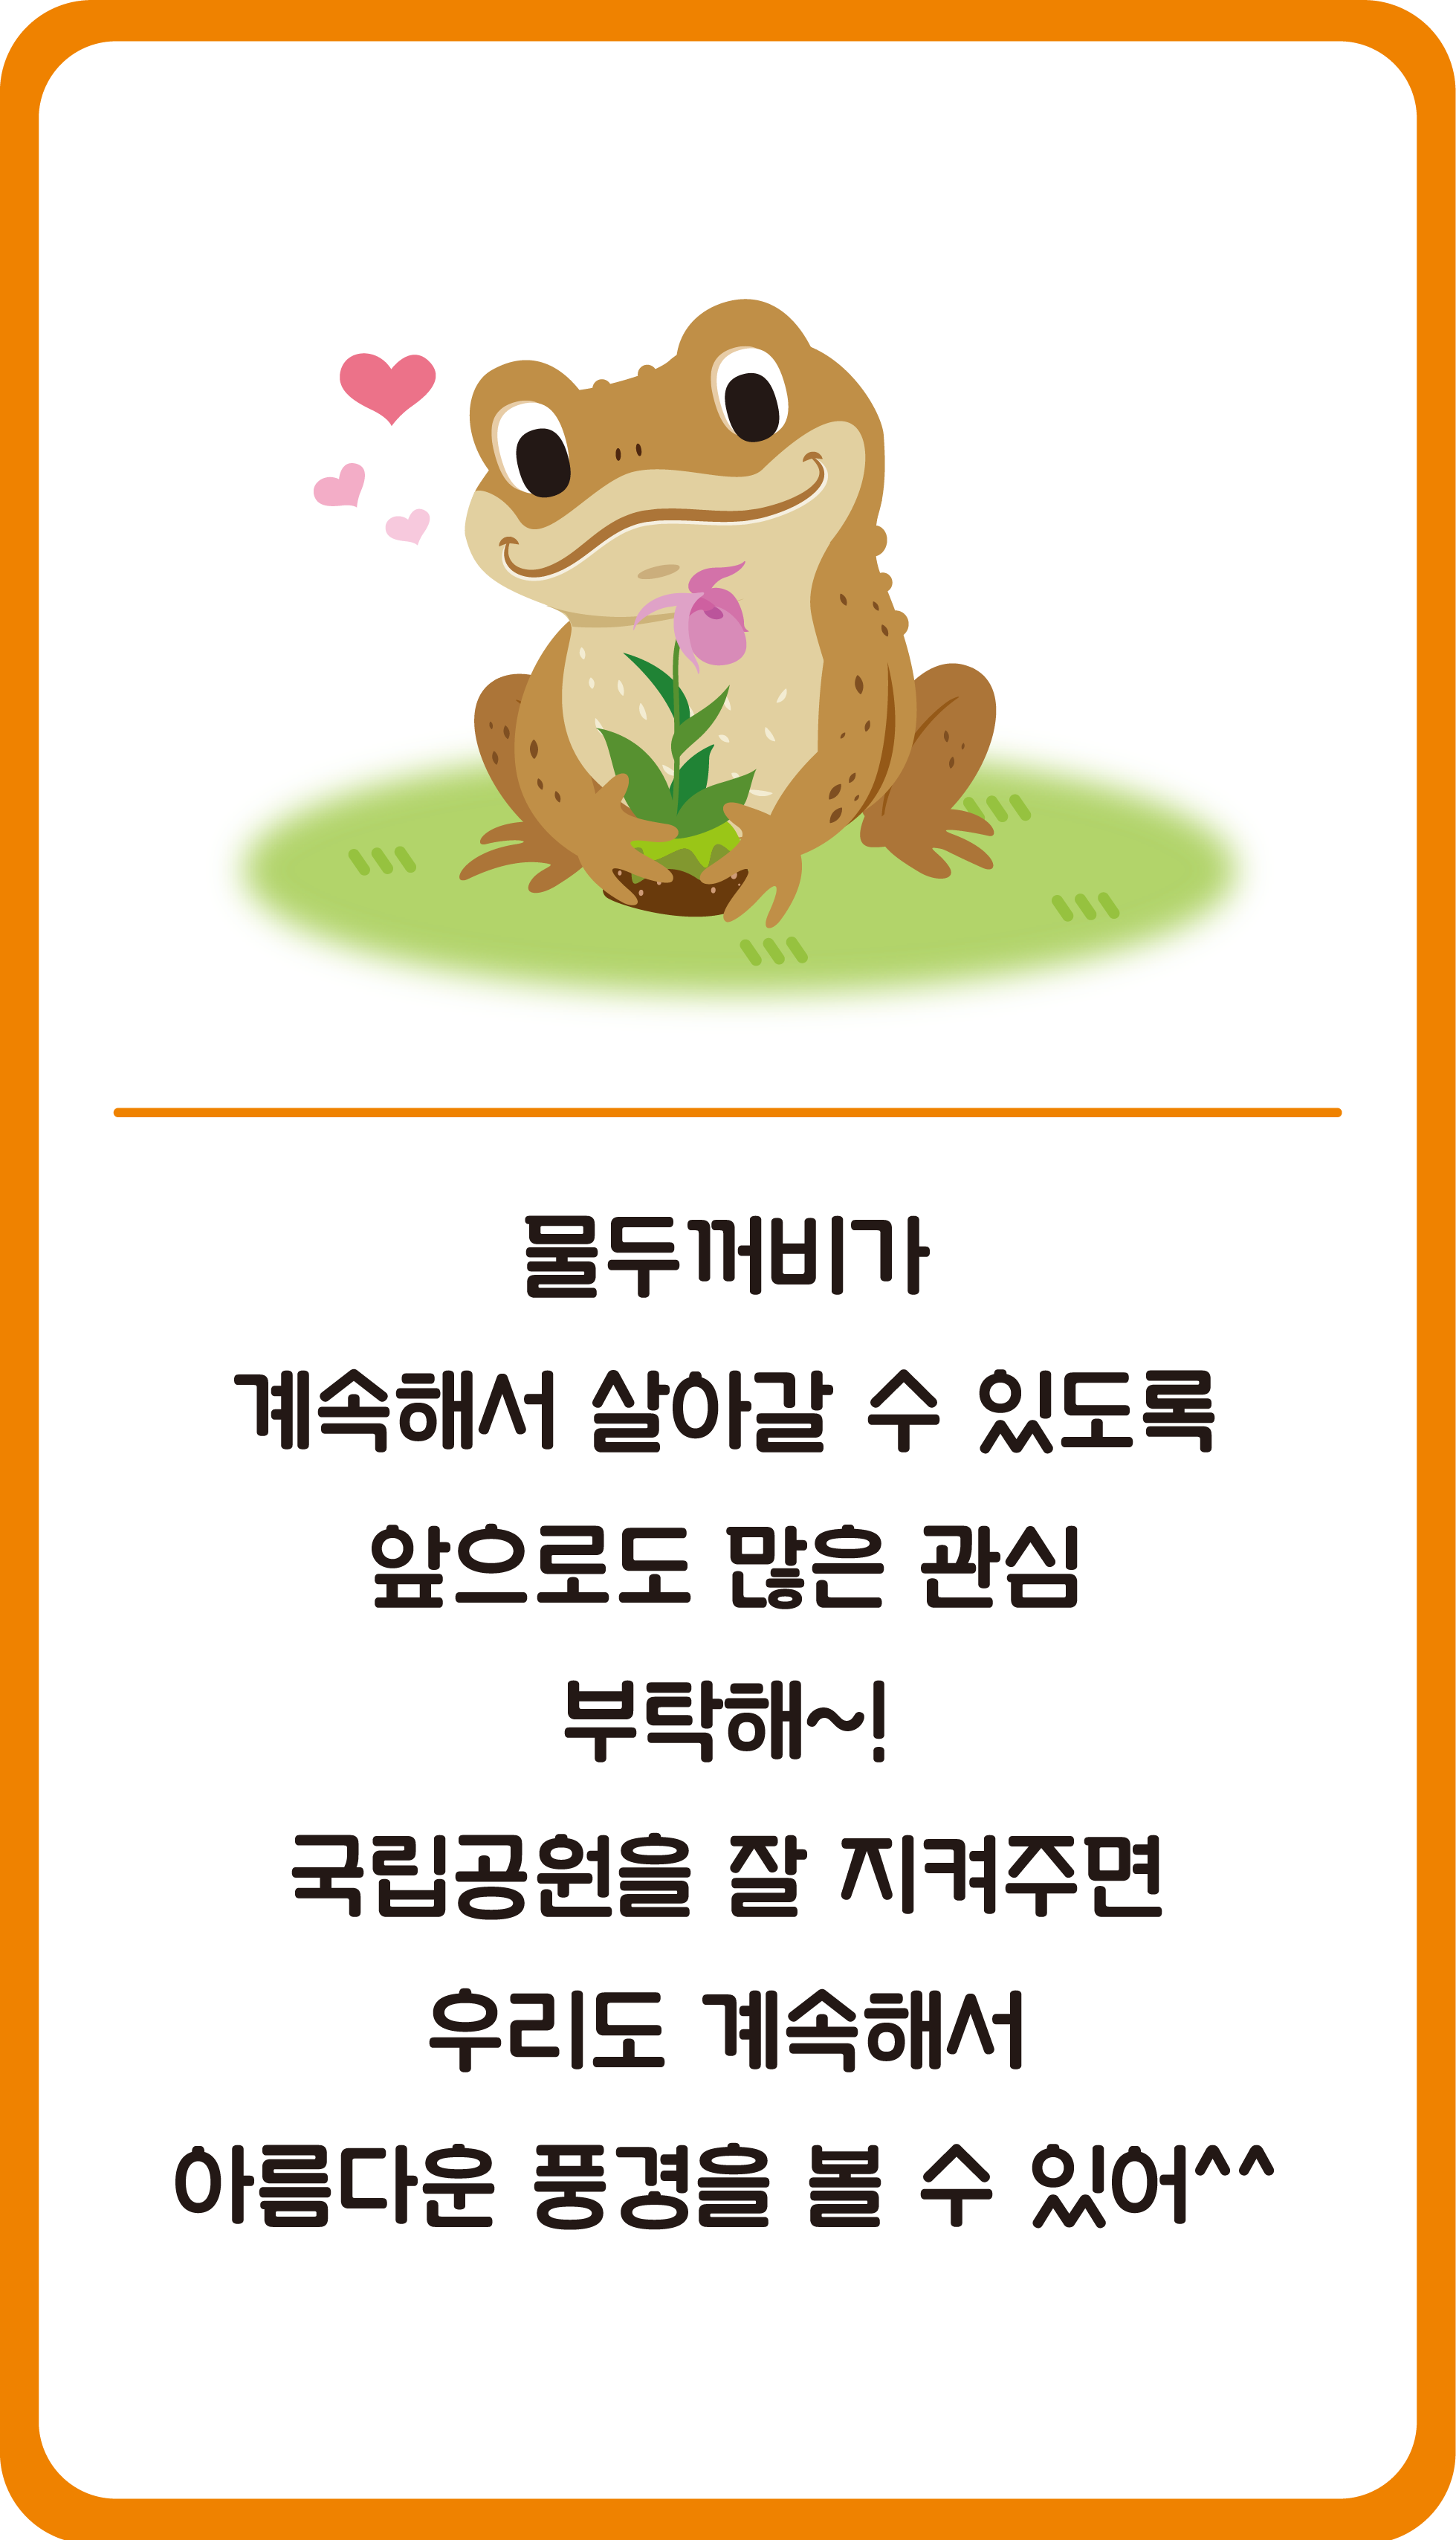 물두꺼비가
계속해서 살아갈 수 있도록
앞으로도 많은 관심
부탁해~!
국립공원을 잘 지켜주면
우리도 계속해서
아름다운 풍경을 볼 수 있어^^